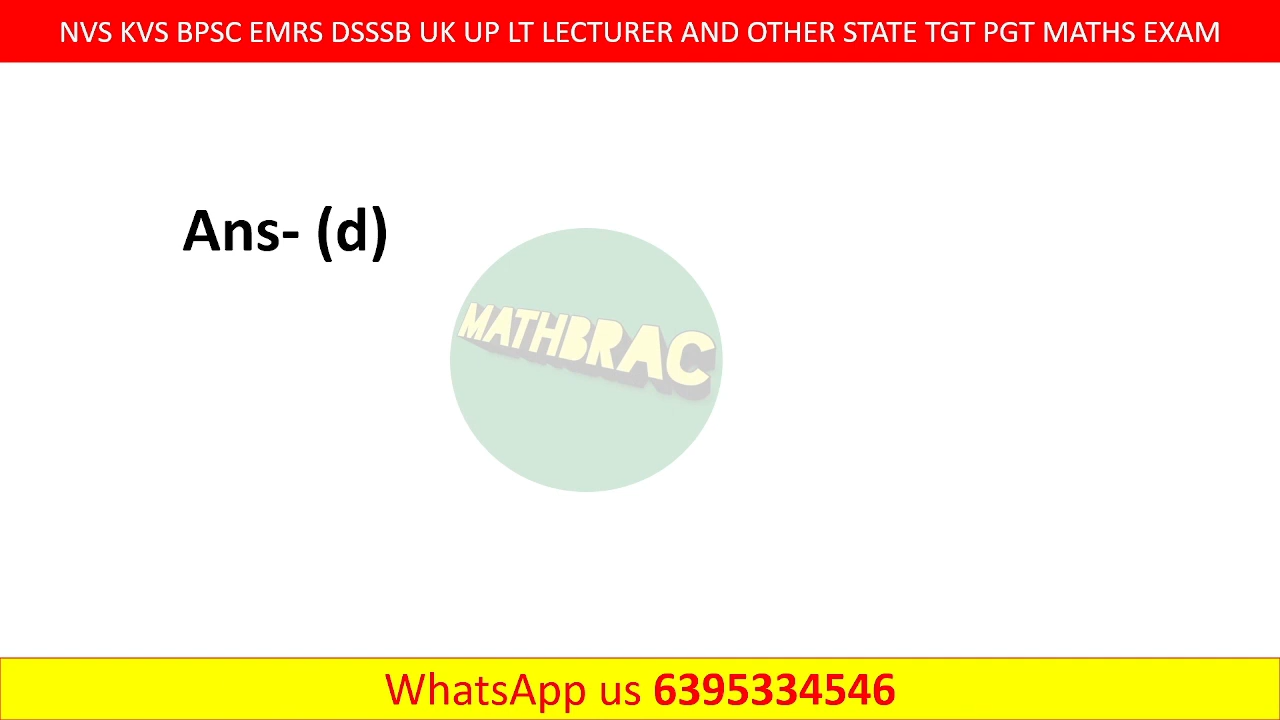 NVS KVS BPSC EMRS DSSSB UK UP LT LECTURER AND OTHER STATE TGT PGT MATHS EXAM
Ans- (d)
MATHBRAC
WhatsApp us 6395334546